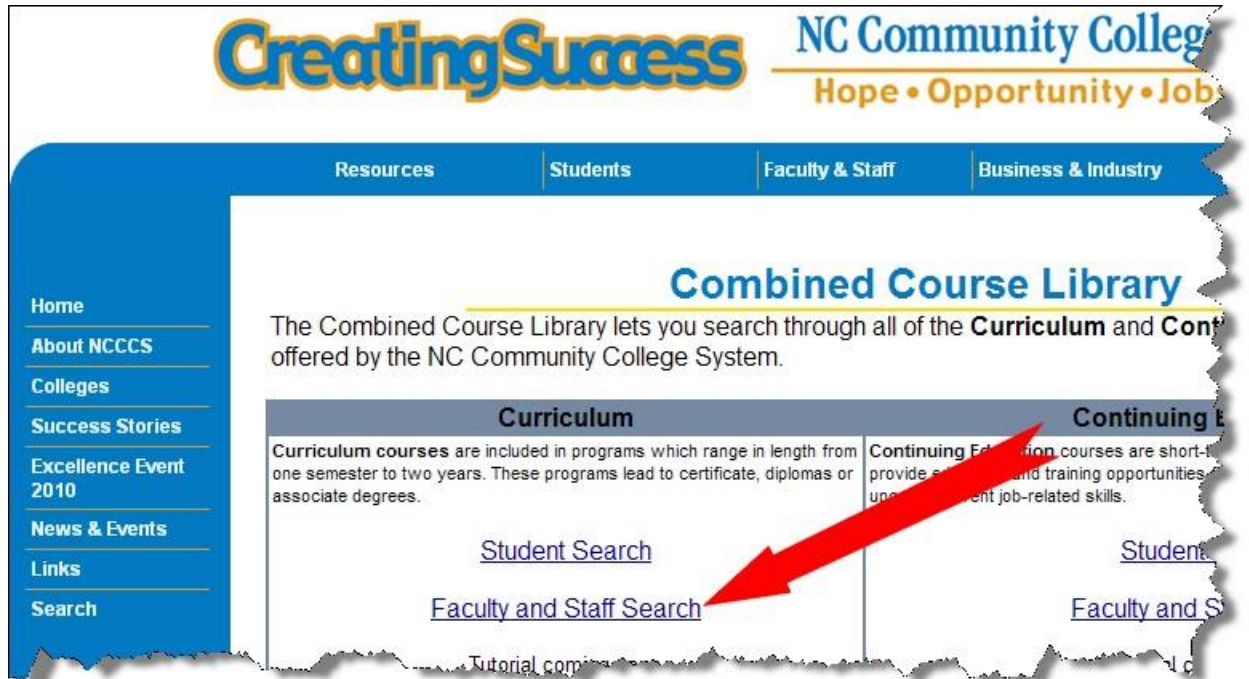 CreatingSuccess
NC Community Colleg
Hope • Opportunity • Job
Resources Students Faculty & Staff Business & Industry
Home
About NCCCS
Colleges
Success Stories
Excellence Event
2010
News & Events
Links
Search
Combined Course Library
The Combined Course Library lets you search through all of the Curriculum and Cont
offered by the NC Community College System.
Curriculum
Curriculum courses are included in programs which range in length from
one semester to two years. These programs lead to certificate, diplomas or
associate degrees.
Student Search
Faculty and Staff Search
Tutorial
Continuing E
Continuing courses are short-t
provide and training opportunities
job-related skills.
Student
Faculty and S